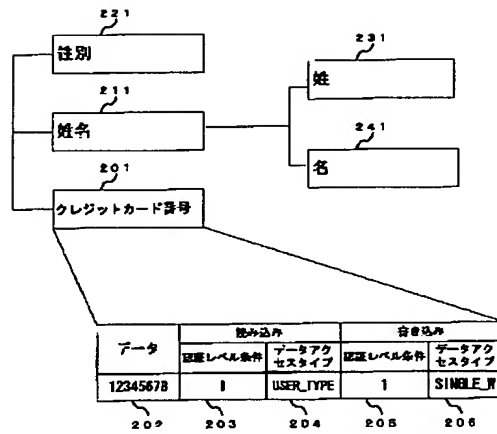 221
性別
231
姓
211
姓名
241
名
201
クレジットカード番号
データ
読み込み
書き込み
認証レベル条件
データアクセスタイプ
認証レベル条件
データアクセスタイプ
12345678
0
USER_TYPE
1
SINGLE_W
202
203
204
205
206